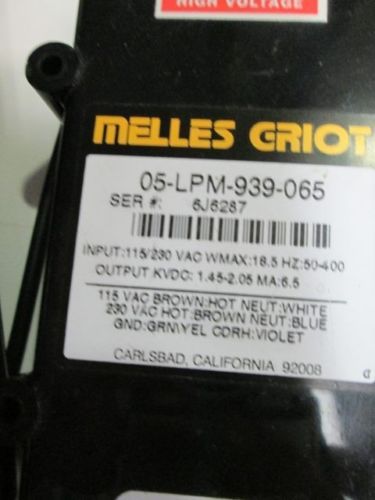 HIGH VOLTAGE
MELLES GRIOT
05-LPM-939-065
SER #: 6J6287
INPUT:115/230 VAC WMAX:18.5 HZ:50-400
OUTPUT KVDC: 1.45-2.05 MA:6.5
115 VAC BROWN:HOT NEUT:WHITE
230 VAC HOT:BROWN NEUT:BLUE
GND:GRN\YEL CDRH:VIOLET
CARLSBAD, CALIFORNIA 92008